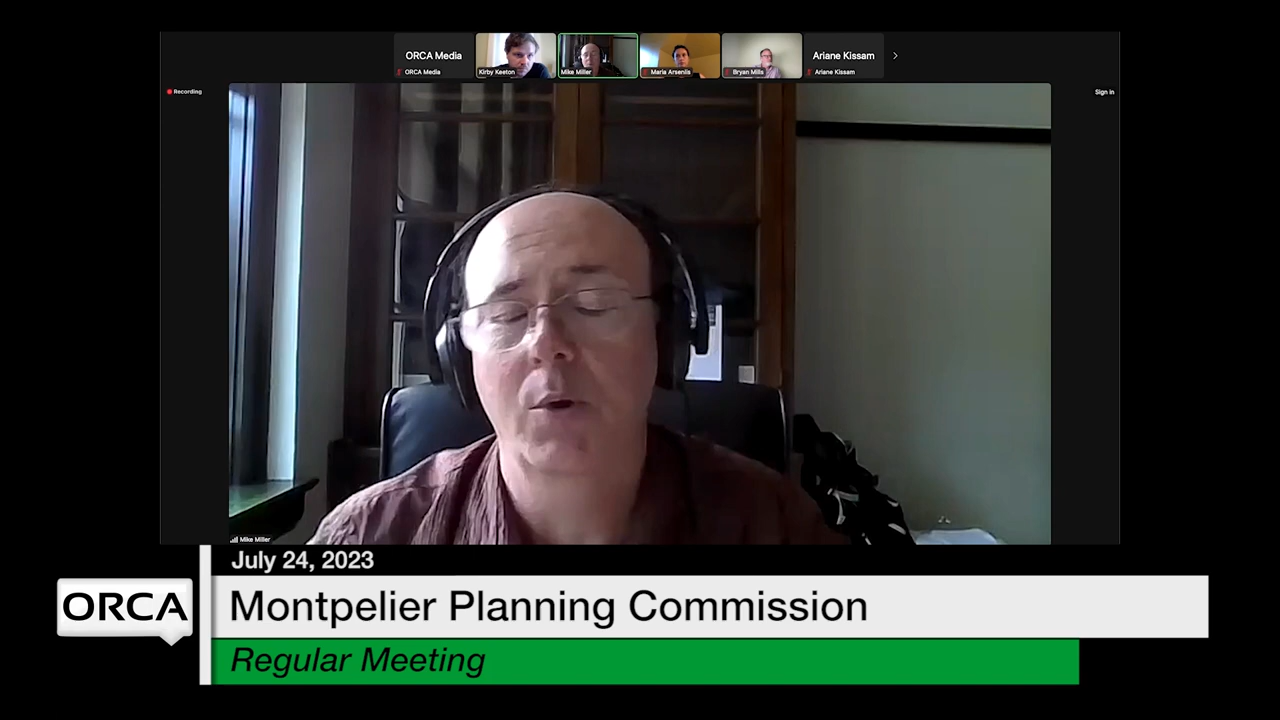 ORCA Media
Ariane Kissam
ORCA Media
Kirby Keeton
Mike Miller
Maria Arsenlis
Bryan Mills
Ariane Kissam
Recording
Sign in
Mike Miller
July 24, 2023
ORCA
Montpelier Planning Commission
Regular Meeting